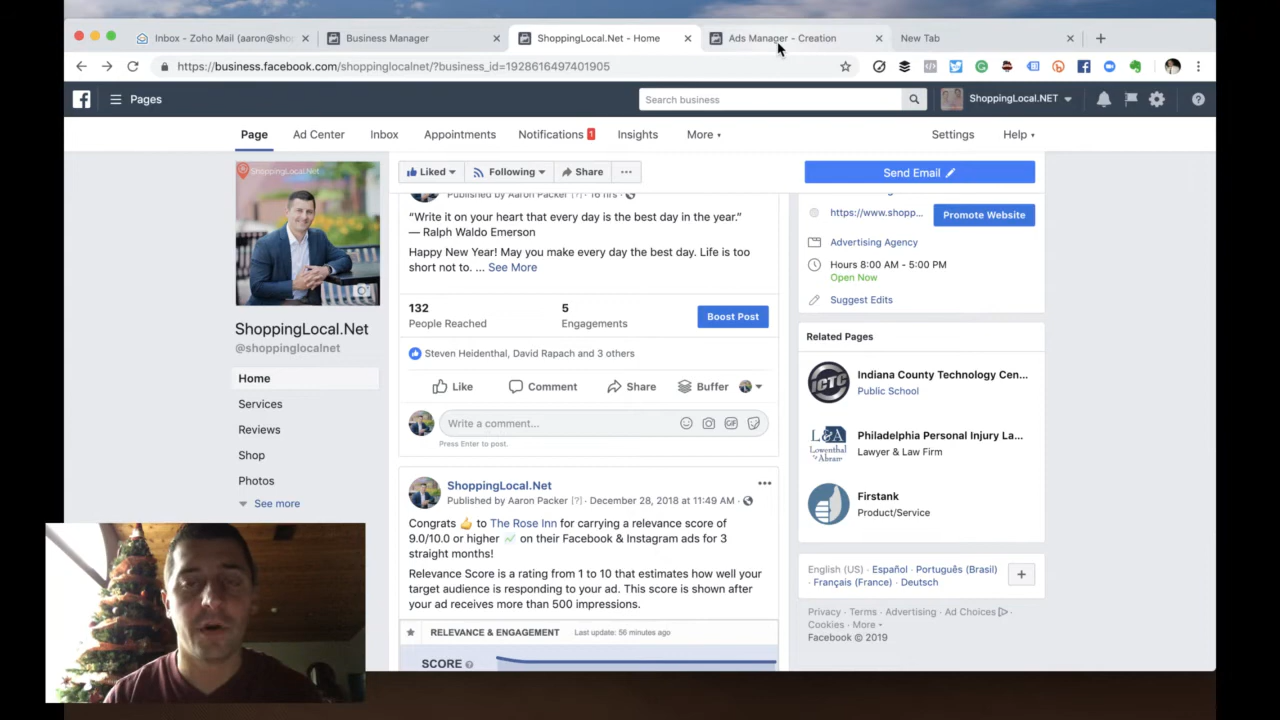 Inbox - Zoho Mail (aaron@sho
Business Manager
ShoppingLocal.Net - Home
Ads Manager - Creation
New Tab
https://business.facebook.com/shoppinglocalnet/?business_id=1928616497401905
Pages
Search business
ShoppingLocal.NET
Page
Ad Center
Inbox
Appointments
Notifications 1
Insights
More
Settings
Help
ShoppingLocal.Net
Liked
Following
Share
Send Email
Published by Aaron Packer [?] · 16 hrs ·
“Write it on your heart that every day is the best day in the year.”
— Ralph Waldo Emerson
Happy New Year! May you make every day the best day. Life is too
short not to. ... See More
132
People Reached
5
Engagements
Boost Post
Steven Heidenthal, David Rapach and 3 others
Like
Comment
Share
Buffer
Write a comment...
GIF
Press Enter to post.
ShoppingLocal.Net
Published by Aaron Packer [?] · December 28, 2018 at 11:49 AM ·
Congrats 👍 to The Rose Inn for carrying a relevance score of
9.0/10.0 or higher 📈 on their Facebook & Instagram ads for 3
straight months!
Relevance Score is a rating from 1 to 10 that estimates how well your
target audience is responding to your ad. This score is shown after
your ad receives more than 500 impressions.
RELEVANCE & ENGAGEMENT
Last update: 56 minutes ago
SCORE
ShoppingLocal.Net
@shoppinglocalnet
Home
Services
Reviews
Shop
Photos
See more
https://www.shopp...
Promote Website
Advertising Agency
Hours 8:00 AM - 5:00 PM
Open Now
Suggest Edits
Related Pages
ICTC
Indiana County Technology Cen...
Public School
L&A
Lowenthal
Abrams
Philadelphia Personal Injury La...
Lawyer & Law Firm
Firstank
Product/Service
English (US) · Español · Português (Brasil) ·
Français (France) · Deutsch
Privacy · Terms · Advertising · Ad Choices ·
Cookies · More
Facebook © 2019